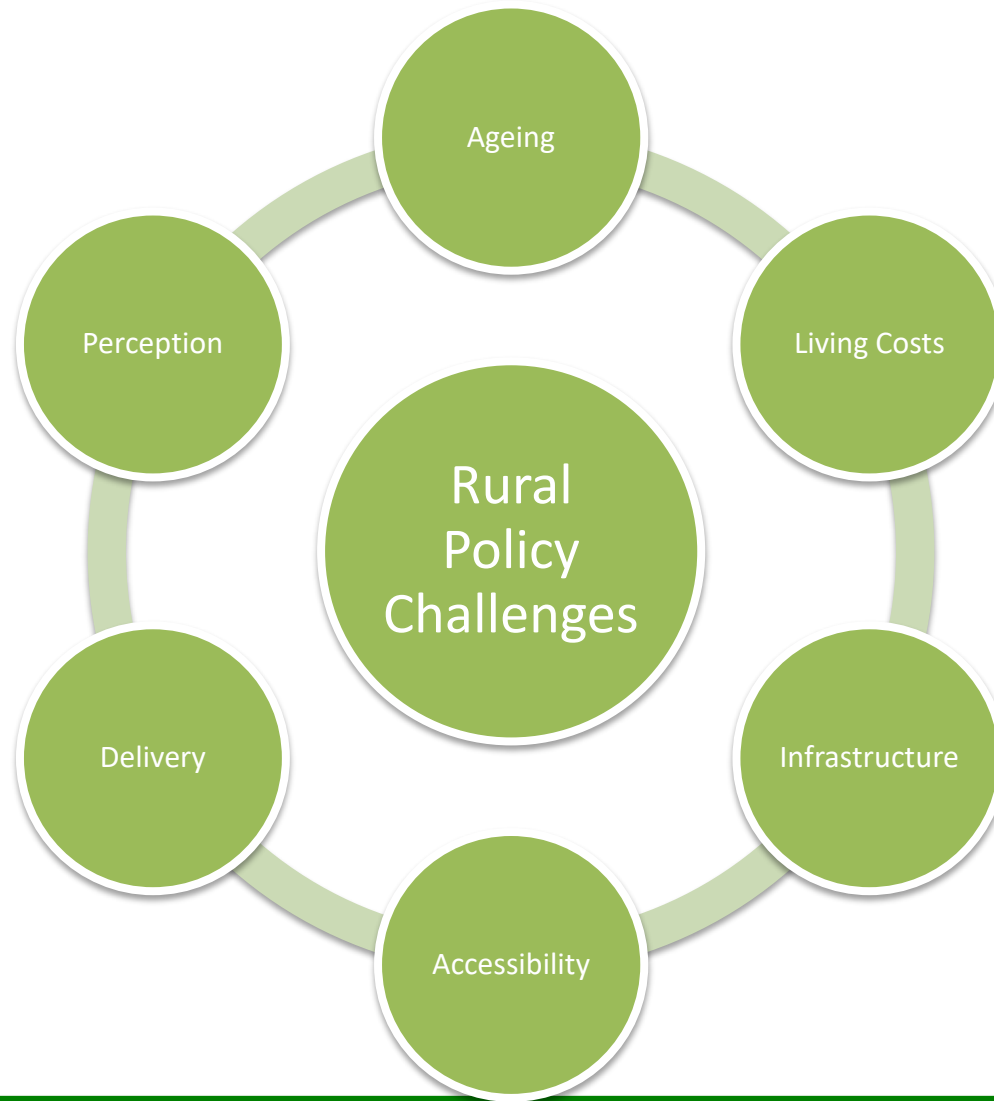 Ageing
Living Costs
Infrastructure
Accessibility
Delivery
Perception
Rural
Policy
Challenges